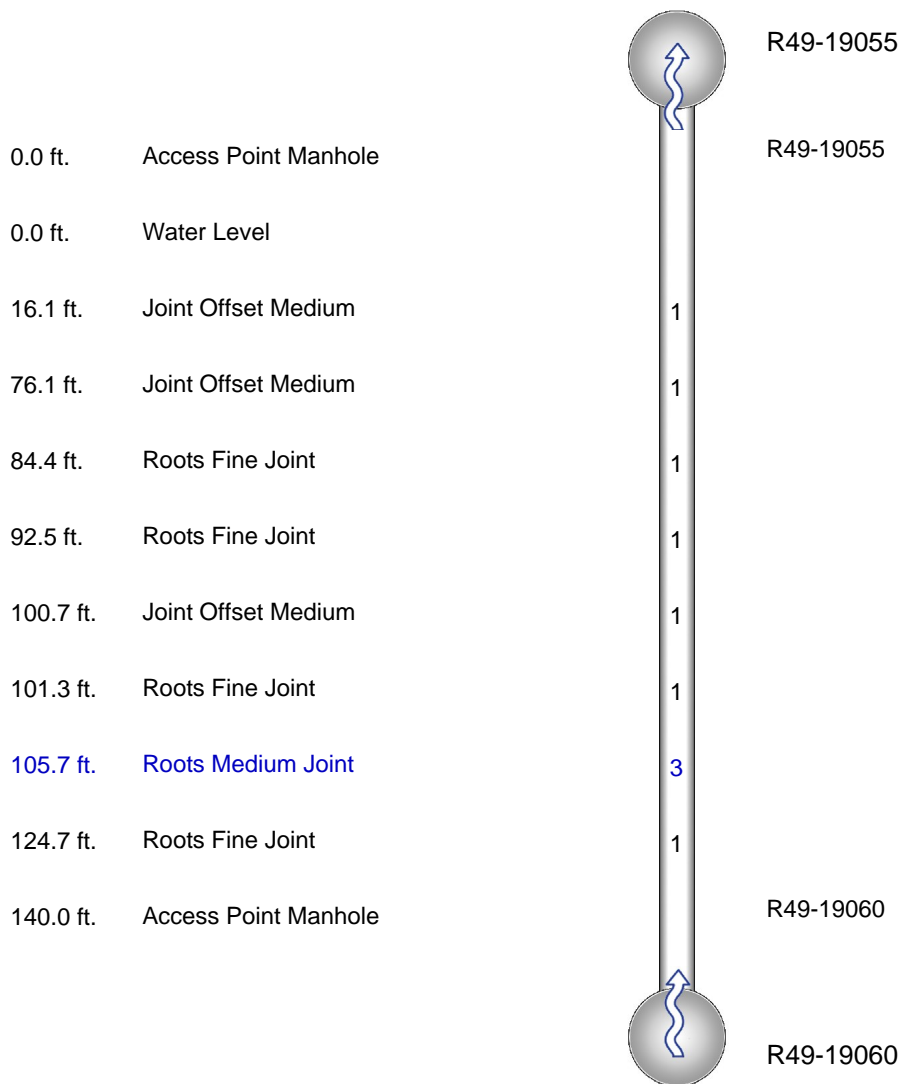 R49-19055
0.0 ft. Access Point Manhole R49-19055
0.0 ft. Water Level
16.1 ft. Joint Offset Medium 1
76.1 ft. Joint Offset Medium 1
84.4 ft. Roots Fine Joint 1
92.5 ft. Roots Fine Joint 1
100.7 ft. Joint Offset Medium 1
101.3 ft. Roots Fine Joint 1
105.7 ft. Roots Medium Joint 3
124.7 ft. Roots Fine Joint 1
140.0 ft. Access Point Manhole R49-19060
R49-19060